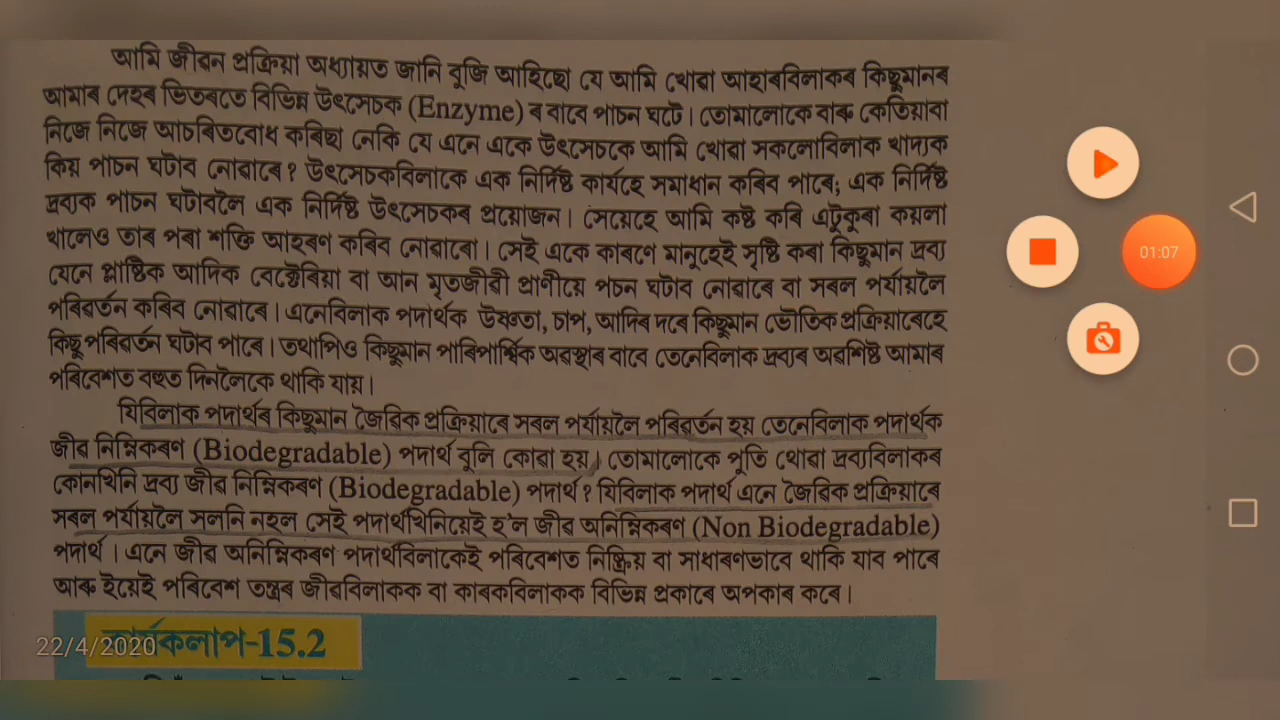 আমি জীৱন প্ৰক্ৰিয়া অধ্যায়ত জানি বুজি আহিছো যে আমি খোৱা আহাৰবিলাকৰ কিছুমানৰ
আমাৰ দেহৰ ভিতৰতে বিভিন্ন উৎসেচক (Enzyme) ৰ বাবে পাচন ঘটে। তোমালোকে বাৰু কেতিয়াবা
নিজে নিজে আচৰিতবোধ কৰিছা নেকি যে এনে একে উৎসেচকে আমি খোৱা সকলোবিলাক খাদ্যক
কিয় পাচন ঘটাব নোৱাৰে? উৎসেচকবিলাকে এক নিৰ্দিষ্ট কাৰ্যহে সমাধান কৰিব পাৰে; এক নিৰ্দিষ্ট
দ্ৰব্যক পাচন ঘটাবলৈ এক নিৰ্দিষ্ট উৎসেচকৰ প্ৰয়োজন। সেয়েহে আমি কষ্ট কৰি এটুকুৰা কয়লা
খালেও তাৰ পৰা শক্তি আহৰণ কৰিব নোৱাৰো। সেই একে কাৰণে মানুহেই সৃষ্টি কৰা কিছুমান দ্ৰব্য
যেনে প্লাষ্টিক আদিক বেক্টেৰিয়া বা আন মৃতজীৱী প্ৰাণীয়ে পচন ঘটাব নোৱাৰে বা সৰল পৰ্যায়লৈ
পৰিৱৰ্তন কৰিব নোৱাৰে। এনেবিলাক পদাৰ্থক উষ্ণতা, চাপ, আদিৰ দৰে কিছুমান ভৌতিক প্ৰক্ৰিয়াৰেহে
কিছু পৰিৱৰ্তন ঘটাব পাৰে। তথাপিও কিছুমান পাৰিপাৰ্শ্বিক অৱস্থাৰ বাবে তেনেবিলাক দ্ৰব্যৰ অৱশিষ্ট আমাৰ
পৰিবেশত বহুত দিনলৈকে থাকি যায়।
যিবিলাক পদাৰ্থৰ কিছুমান জৈৱিক প্ৰক্ৰিয়াৰে সৰল পৰ্যায়লৈ পৰিৱৰ্তন হয় তেনেবিলাক পদাৰ্থক
জীৱ নিম্নিকৰণ (Biodegradable) পদাৰ্থ বুলি কোৱা হয়। তোমালোকে পুতি থোৱা দ্ৰব্যবিলাকৰ
কোনখিনি দ্ৰব্য জীৱ নিম্নিকৰণ (Biodegradable) পদাৰ্থ? যিবিলাক পদাৰ্থ এনে জৈৱিক প্ৰক্ৰিয়াৰে
সৰল পৰ্যায়লৈ সলনি নহল সেই পদাৰ্থখিনিয়েই হ'ল জীৱ অনিম্নিকৰণ (Non Biodegradable)
পদাৰ্থ। এনে জীৱ অনিম্নিকৰণ পদাৰ্থবিলাকেই পৰিবেশত নিষ্ক্ৰিয় বা সাধাৰণভাবে থাকি যাব পাৰে
আৰু ইয়েই পৰিবেশ তন্ত্ৰৰ জীৱবিলাকক বা কাৰকবিলাকক বিভিন্ন প্ৰকাৰে অপকাৰ কৰে।
কাৰ্যকলাপ-15.2
22/4/2020
01:07